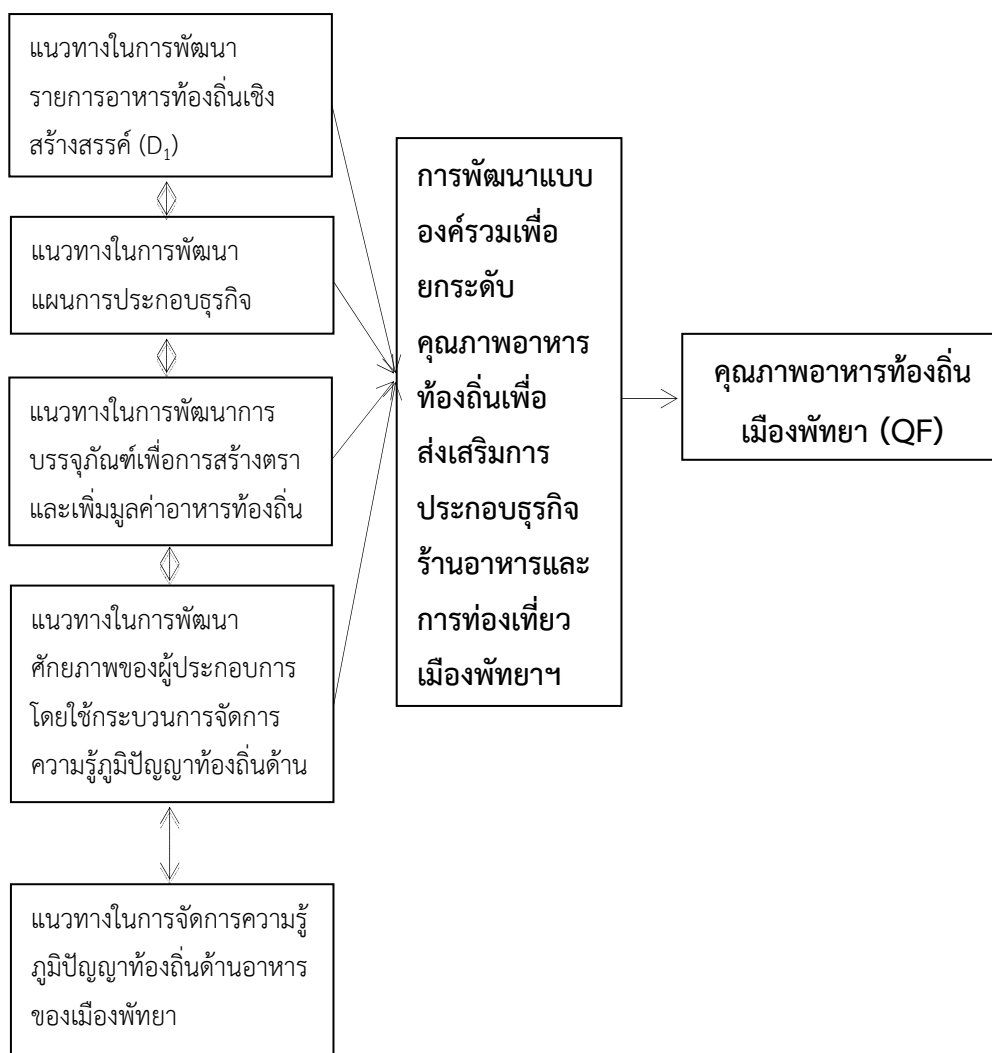 แนวทางในการพัฒนา
รายการอาหารท้องถิ่นเชิง
สร้างสรรค์ (D₁)
แนวทางในการพัฒนา
แผนการประกอบธุรกิจ
แนวทางในการพัฒนาการ
บรรจุภัณฑ์เพื่อการสร้างตรา
และเพิ่มมูลค่าอาหารท้องถิ่น
แนวทางในการพัฒนา
ศักยภาพของผู้ประกอบการ
โดยใช้กระบวนการจัดการ
ความรู้ภูมิปัญญาท้องถิ่นด้าน
แนวทางในการจัดการความรู้
ภูมิปัญญาท้องถิ่นด้านอาหาร
ของเมืองพัทยา
การพัฒนาแบบ
องค์รวมเพื่อ
ยกระดับ
คุณภาพอาหาร
ท้องถิ่นเพื่อ
ส่งเสริมการ
ประกอบธุรกิจ
ร้านอาหารและ
การท่องเที่ยว
เมืองพัทยาฯ
คุณภาพอาหารท้องถิ่น
เมืองพัทยา (QF)